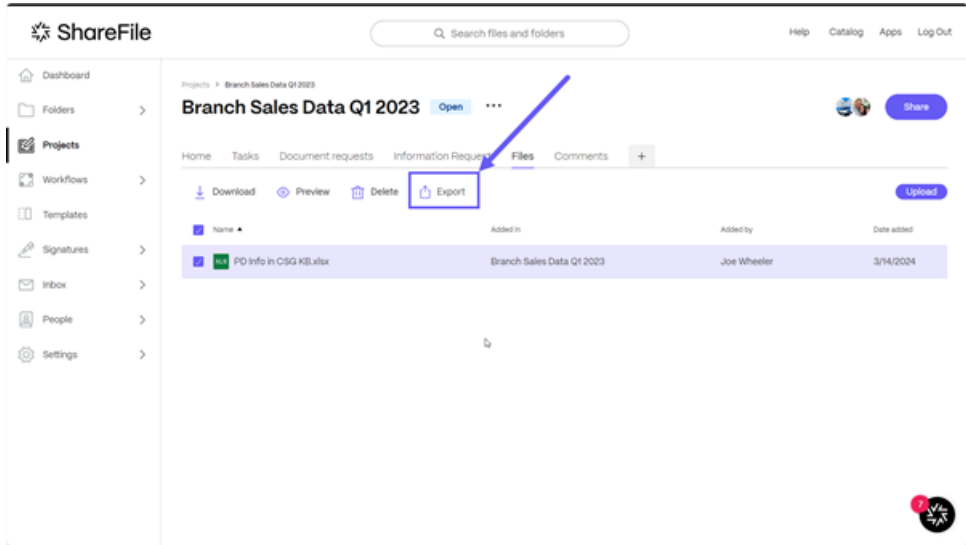 ShareFile
Search files and folders
Help Catalog Apps Log Out
Dashboard
Folders
Projects
Workflows
Templates
Signatures
Inbox
People
Settings
Projects > Branch Sales Data Q1 2023
Branch Sales Data Q1 2023 Open ...
Share
Home Tasks Document requests Information Request Files Comments +
Download Preview Delete Export Upload
Name Added in Added by Date added
XLS PD Info in CSG KB.xlsx Branch Sales Data Q1 2023 Joe Wheeler 3/14/2024
7